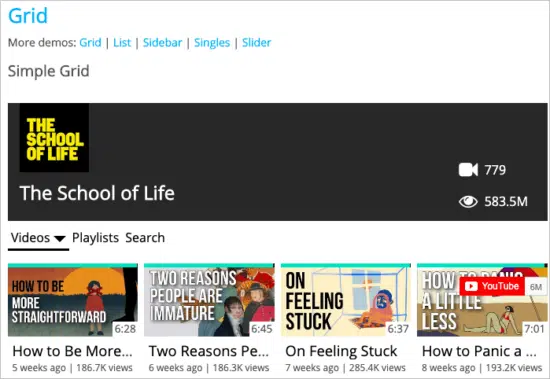 Grid
More demos: Grid | List | Sidebar | Singles | Slider
Simple Grid
THE
SCHOOL
OF LIFE
The School of Life
779
583.5M
Videos Playlists Search
HOW TO BE
MORE
STRAIGHTFORWARD
6:28
TWO REASONS
PEOPLE ARE
IMMATURE
6:45
ON
FEELING
STUCK
6:37
HOW TO PANIC
A LITTLE
LESS
YouTube 6M
7:01
How to Be More...
5 weeks ago | 186.7K views
Two Reasons Pe...
6 weeks ago | 186.3K views
On Feeling Stuck
7 weeks ago | 285.4K views
How to Panic a ...
8 weeks ago | 193.2K views